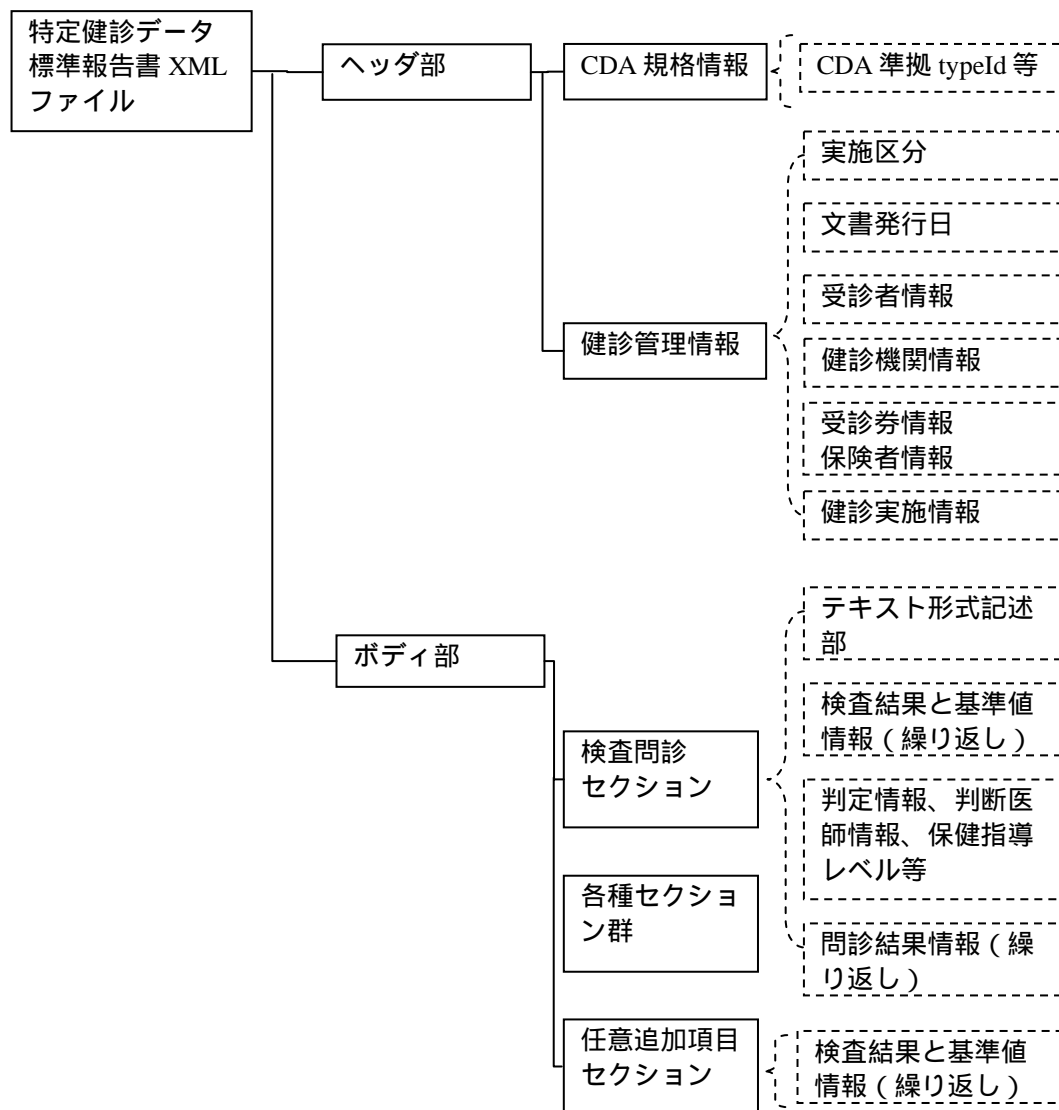 特定健診データ
標準報告書 XML
ファイル
ヘッダ部
CDA 規格情報
CDA 準拠 typeId 等
実施区分
文書発行日
受診者情報
健診管理情報
健診機関情報
受診券情報
保険者情報
健診実施情報
ボディ部
テキスト形式記述
部
検査問診
セクション
検査結果と基準値
情報（繰り返し）
判定情報、判断医
師情報、保健指導
レベル等
各種セクショ
ン群
問診結果情報（繰
り返し）
任意追加項目
セクション
検査結果と基準値
情報（繰り返し）